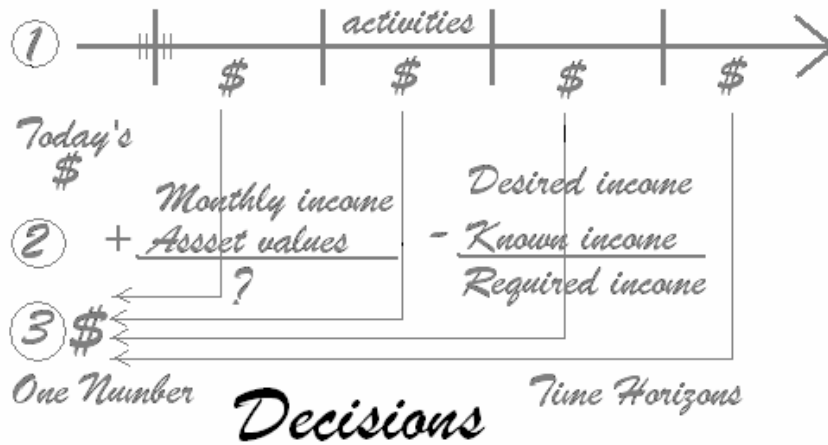 activities
1
$ $ $ $
Today's
$
2
+ Monthly income
Assset values
?
- Desired income
Known income
Required income
3 $
One Number
Decisions
Time Horizons